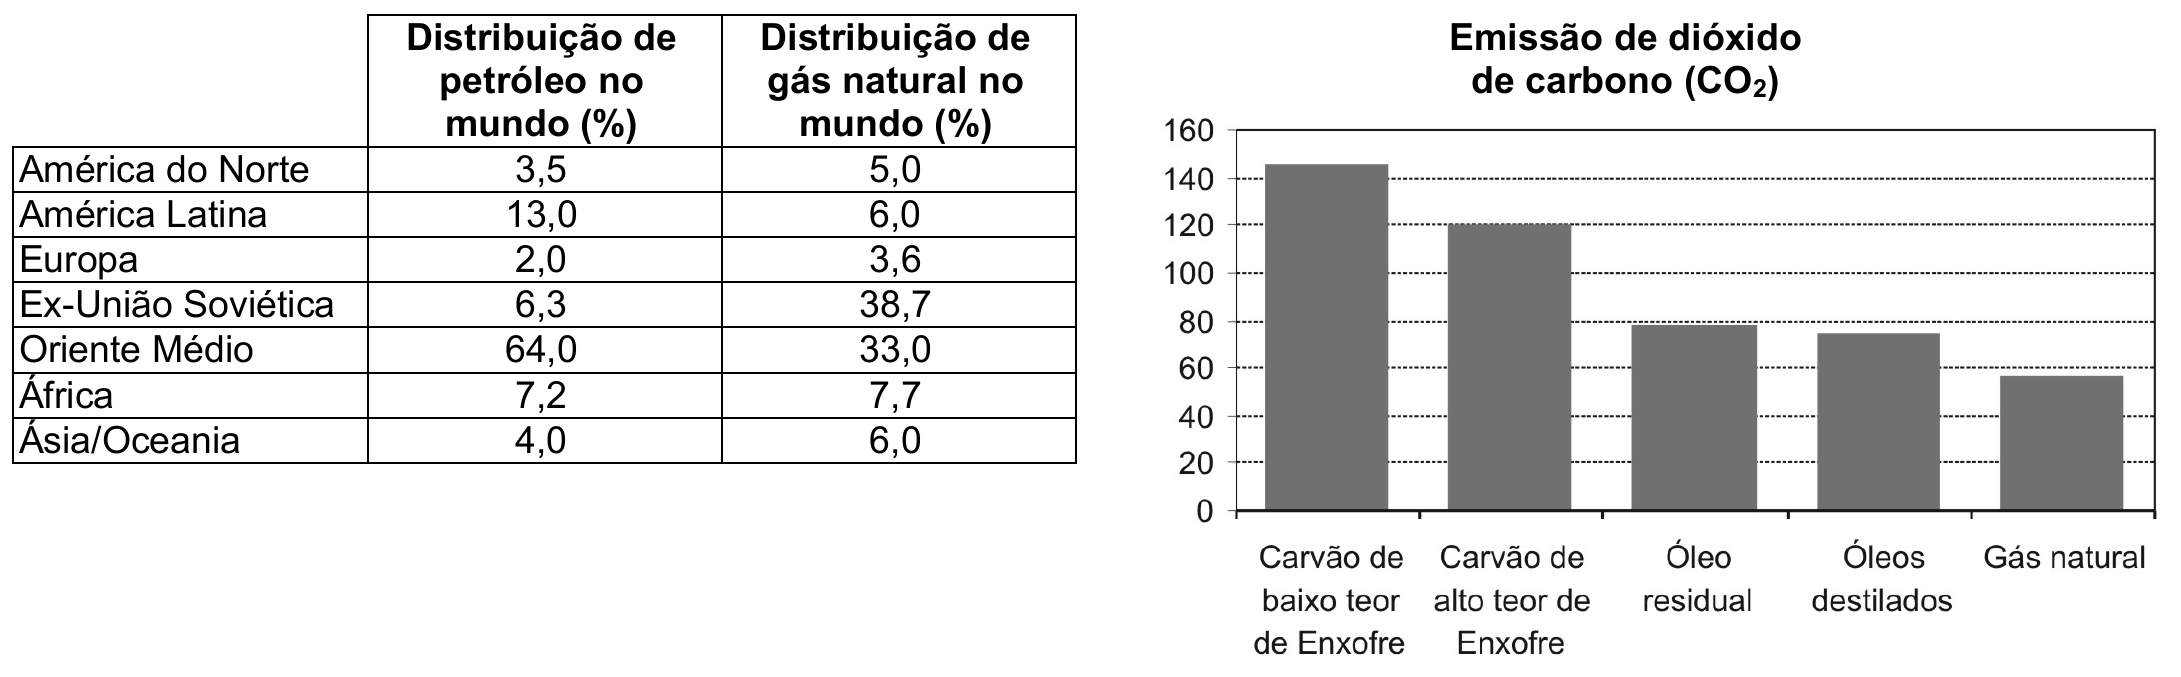 Distribuição de petróleo no mundo (%) Distribuição de gás natural no mundo (%)
América do Norte 3,5 5,0
América Latina 13,0 6,0
Europa 2,0 3,6
Ex-União Soviética 6,3 38,7
Oriente Médio 64,0 33,0
África 7,2 7,7
Ásia/Oceania 4,0 6,0
Emissão de dióxido
de carbono (CO₂)
160
140
120
100
80
60
40
20
0
Carvão de baixo teor de Enxofre
Carvão de alto teor de Enxofre
Óleo residual
Óleos destilados
Gás natural